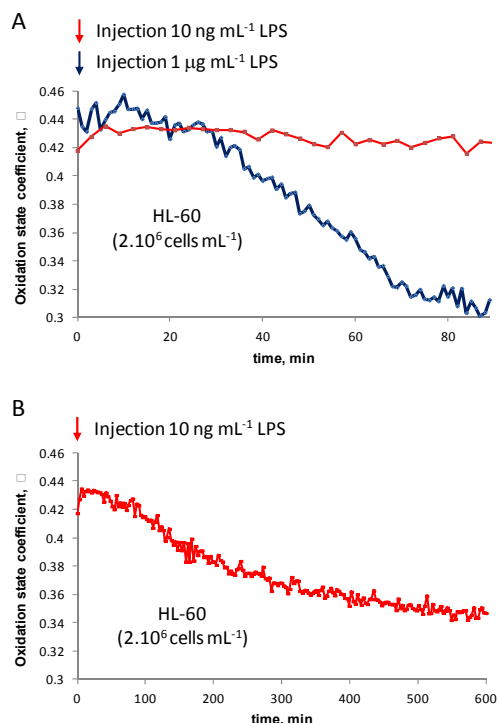 A
Injection 10 ng mL⁻¹ LPS
Injection 1 µg mL⁻¹ LPS
Oxidation state coefficient, □
0.46
0.44
0.42
0.4
0.38
0.36
0.34
0.32
0.3
HL-60
(2.10⁶ cells mL⁻¹)
0 20 40 60 80
time, min
B
Injection 10 ng mL⁻¹ LPS
Oxidation state coefficient, □
0.46
0.44
0.42
0.4
0.38
0.36
0.34
0.32
0.3
HL-60
(2.10⁶ cells mL⁻¹)
0 100 200 300 400 500 600
time, min